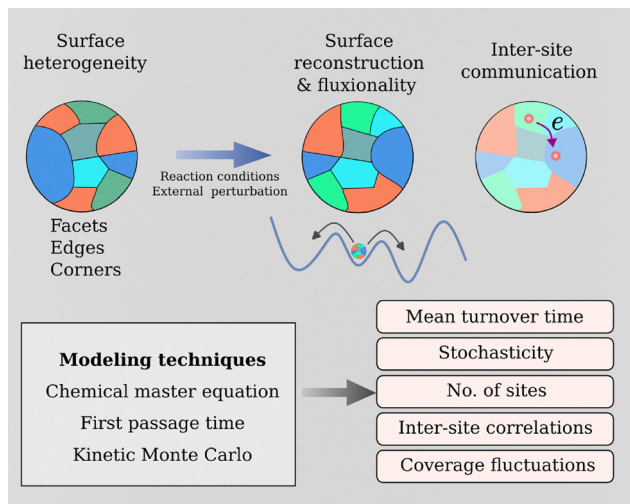 Surface
heterogeneity
Surface
reconstruction
& fluxionality
Inter-site
communication
e
Reaction conditions
External perturbation
Facets
Edges
Corners
Modeling techniques
Chemical master equation
First passage time
Kinetic Monte Carlo
Mean turnover time
Stochasticity
No. of sites
Inter-site correlations
Coverage fluctuations